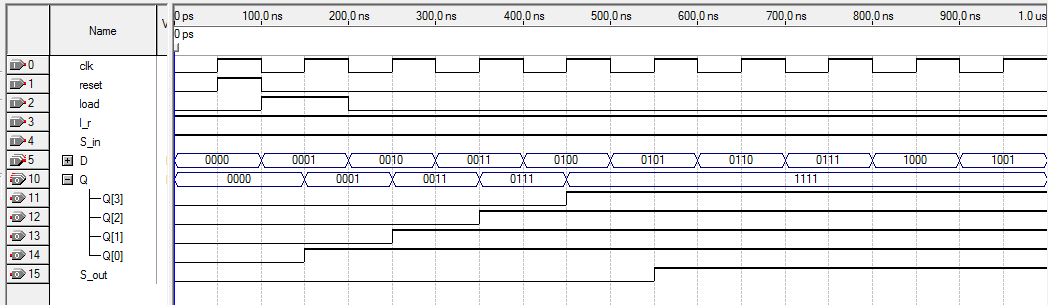 Name
V
0 ps 100.0 ns 200.0 ns 300.0 ns 400.0 ns 500.0 ns 600.0 ns 700.0 ns 800.0 ns 900.0 ns 1.0 us
0 ps
0 clk
1 reset
2 load
3 l_r
4 S_in
5 D 0000 0001 0010 0011 0100 0101 0110 0111 1000 1001
10 Q 0000 0001 0011 0111 1111
11 Q[3]
12 Q[2]
13 Q[1]
14 Q[0]
15 S_out